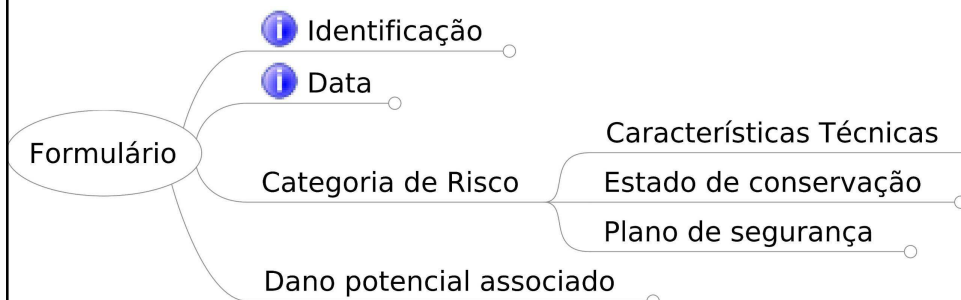 Identificação
Data
Formulário
Características Técnicas
Categoria de Risco
Estado de conservação
Plano de segurança
Dano potencial associado